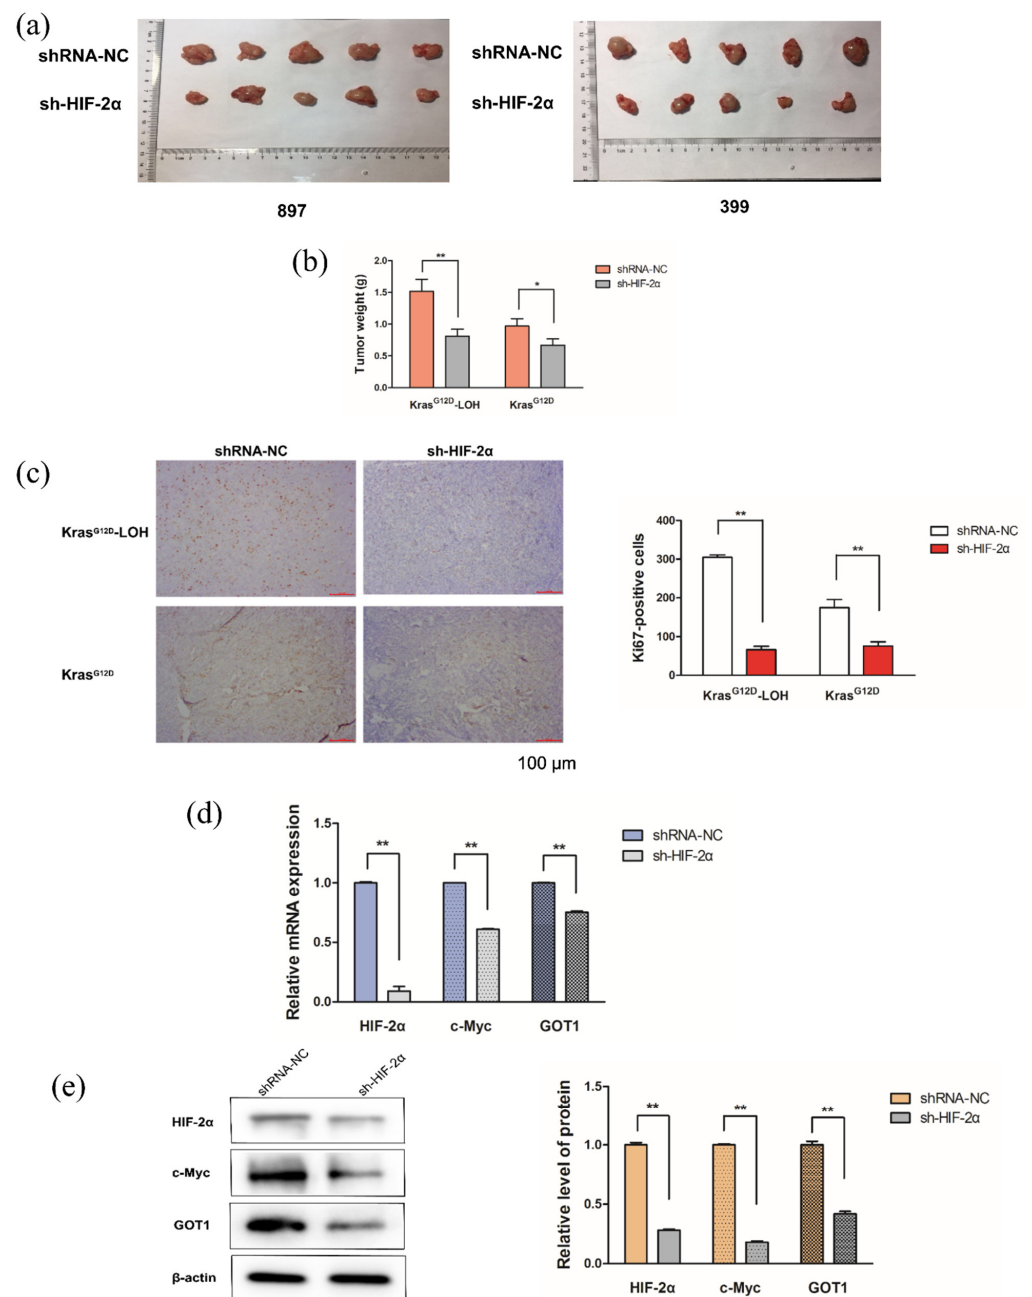 (a)
shRNA-NC
sh-HIF-2α
897
shRNA-NC
sh-HIF-2α
399
(b)
Tumor weight (g)
2.0
1.5
1.0
0.5
0.0
**
*
KrasG12D-LOH
KrasG12D
shRNA-NC
sh-HIF-2α
(c)
shRNA-NC
sh-HIF-2α
KrasG12D-LOH
KrasG12D
100 µm
Ki67-positive cells
400
300
200
100
0
**
**
KrasG12D-LOH
KrasG12D
shRNA-NC
sh-HIF-2α
(d)
Relative mRNA expression
1.5
1.0
0.5
0.0
**
**
**
HIF-2α
c-Myc
GOT1
shRNA-NC
sh-HIF-2α
(e)
shRNA-NC
sh-HIF-2α
HIF-2α
c-Myc
GOT1
β-actin
Relative level of protein
1.5
1.0
0.5
0.0
**
**
**
HIF-2α
c-Myc
GOT1
shRNA-NC
sh-HIF-2α